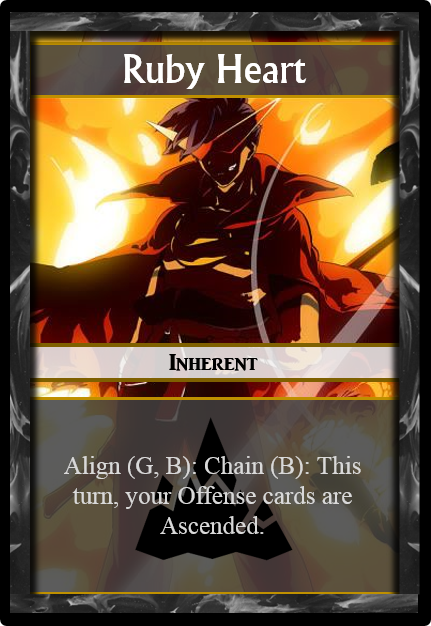 Ruby Heart
INHERENT
Align (G, B): Chain (B): This
turn, your Offense cards are
Ascended.